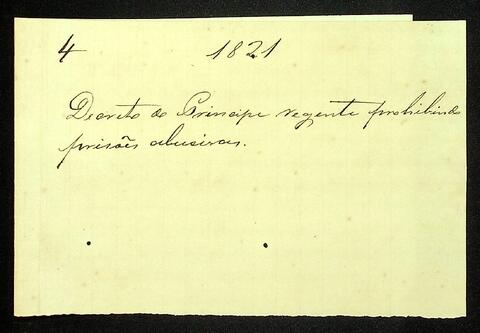 4 1821
Decreto do Principe regente prohibindo
prisões abusivas.